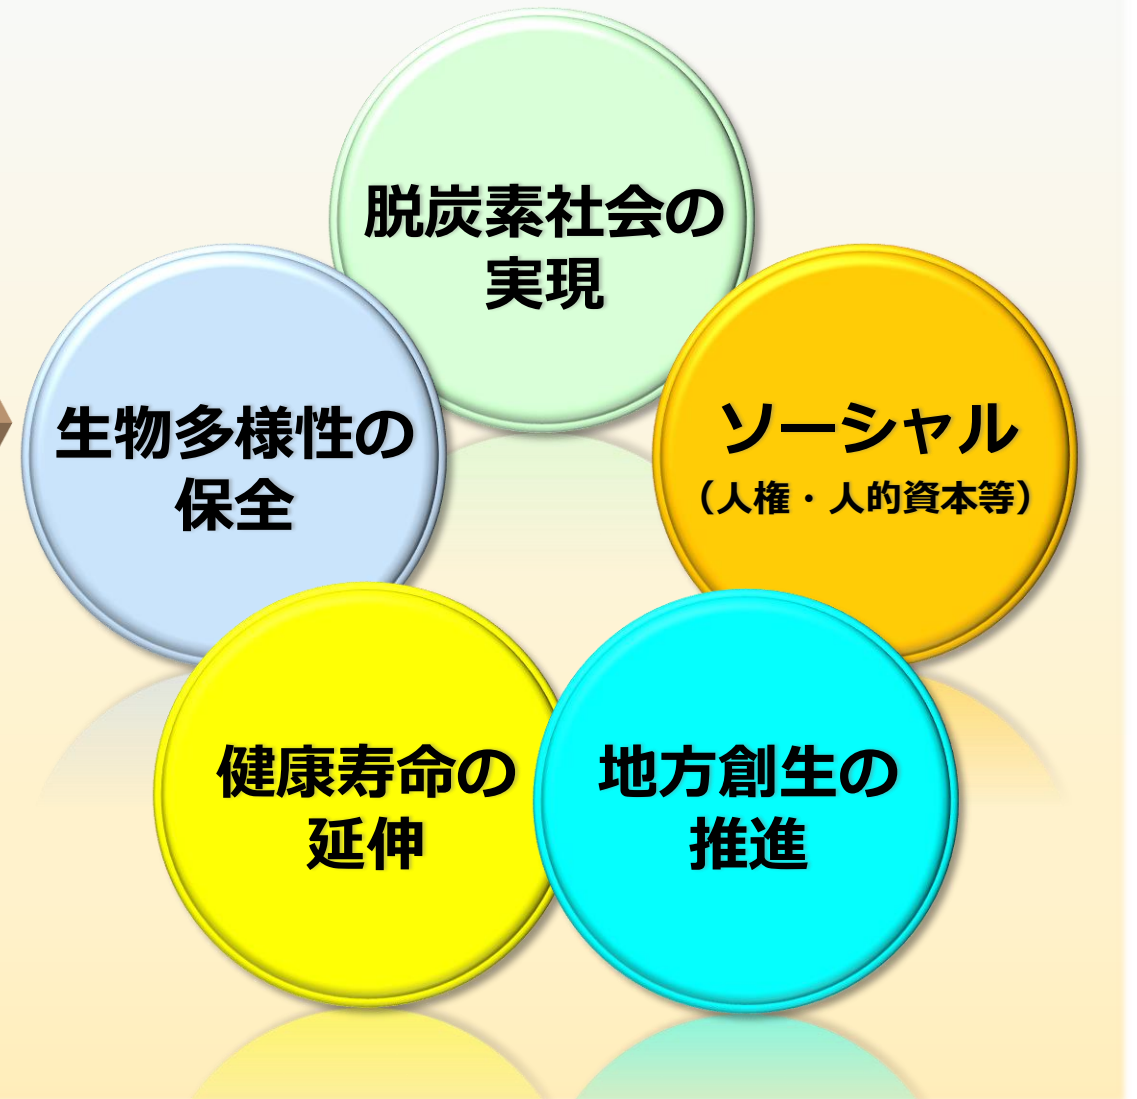 脱炭素社会の
実現
生物多様性の
保全
ソーシャル
（人権・人的資本等）
健康寿命の
延伸
地方創生の
推進